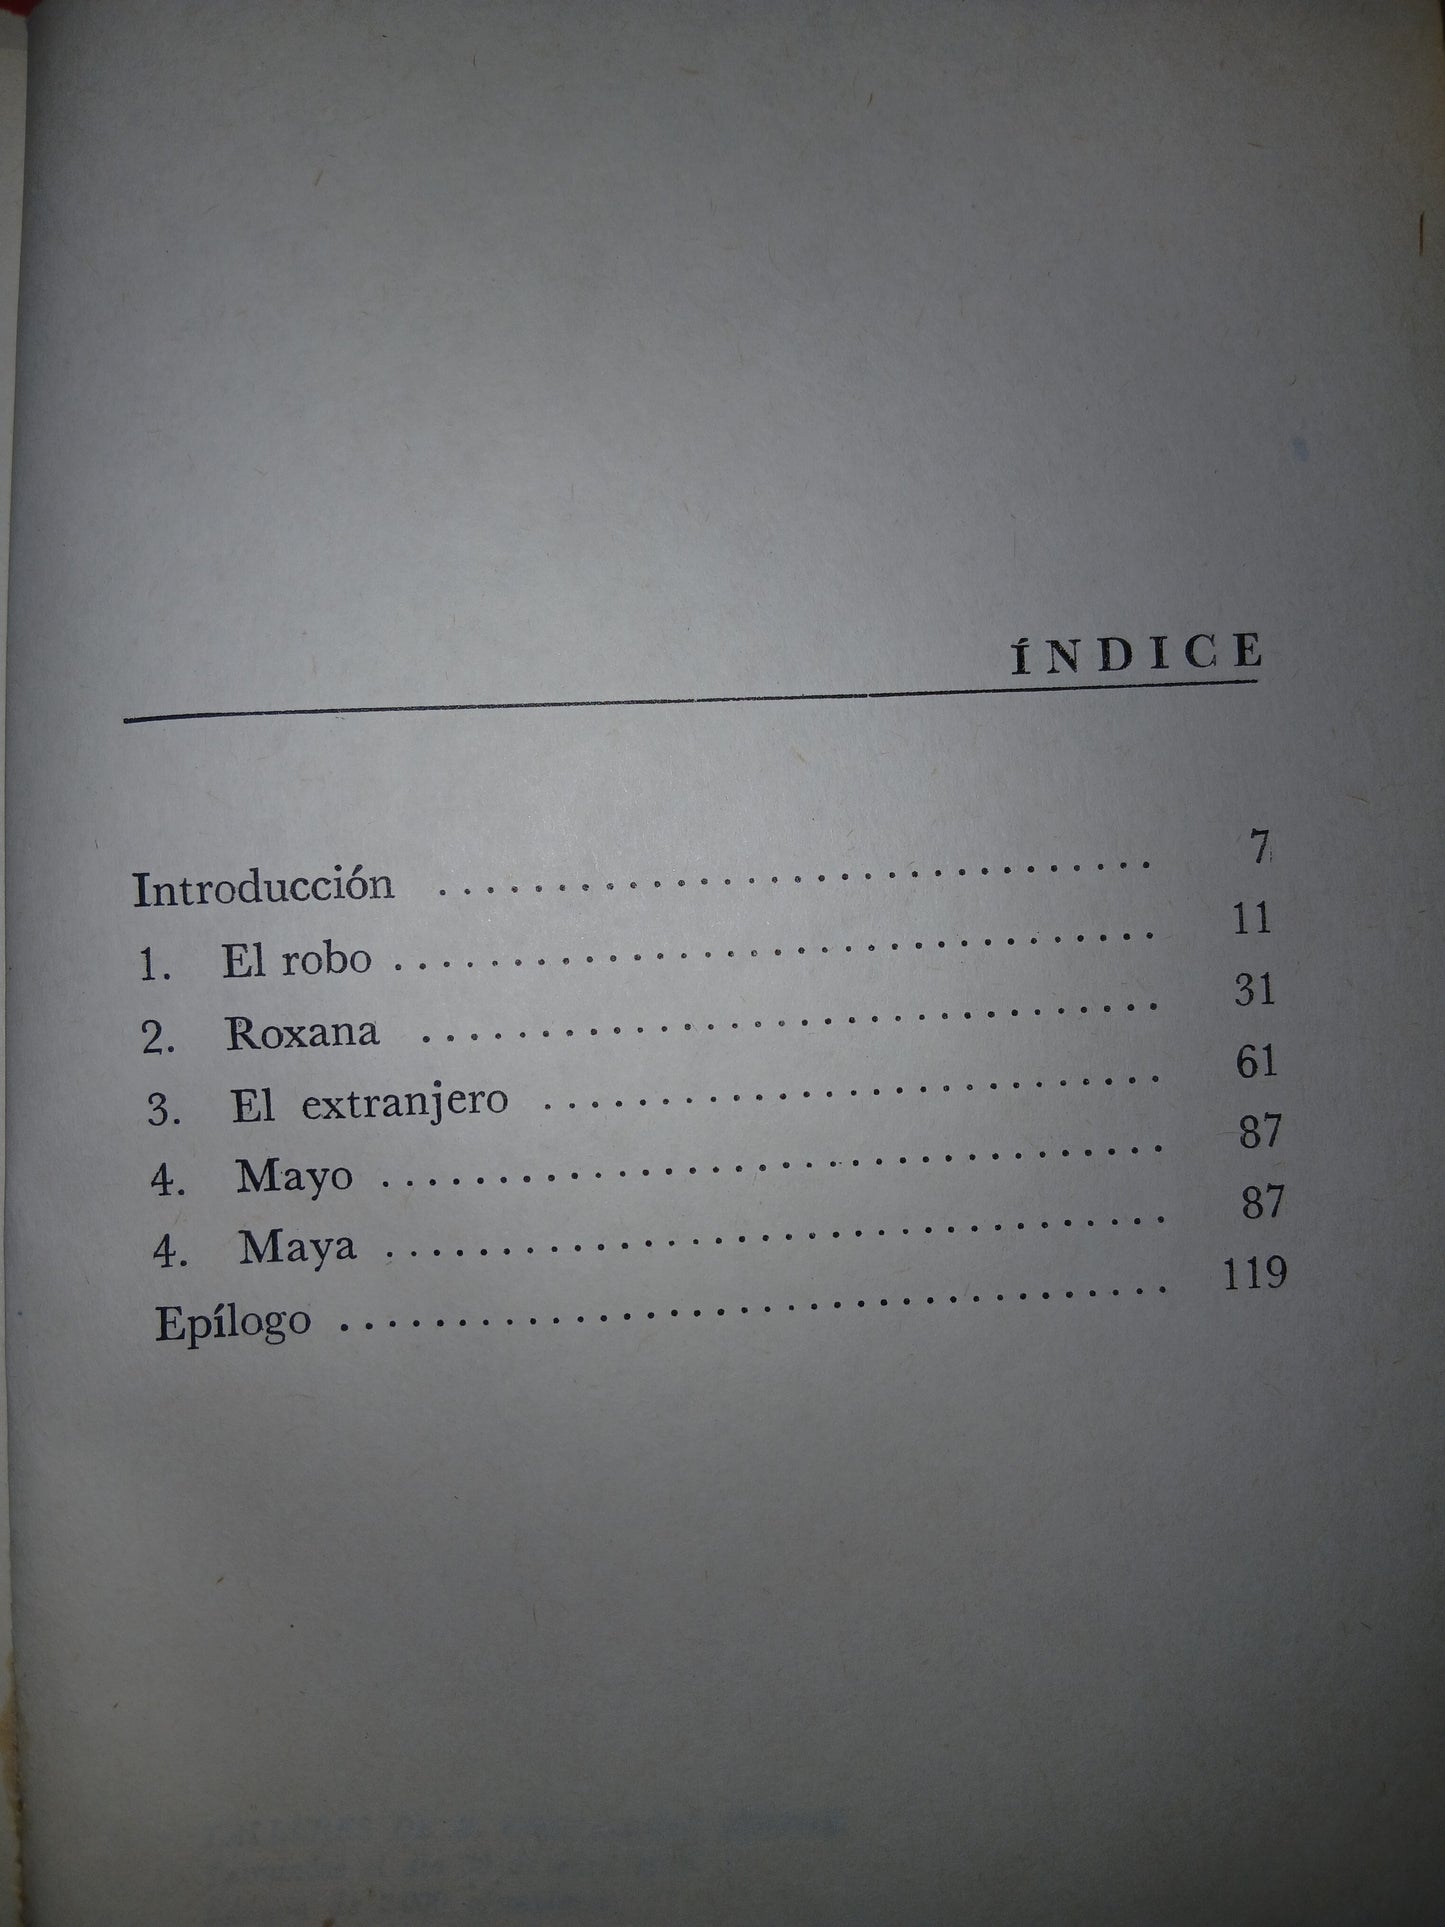 ÍNDICE
Introducción .............................. 7
1. El robo ................................ 11
2. Roxana ................................ 31
3. El extranjero .......................... 61
4. Mayo .................................. 87
4. Maya .................................. 87
Epílogo .................................. 119